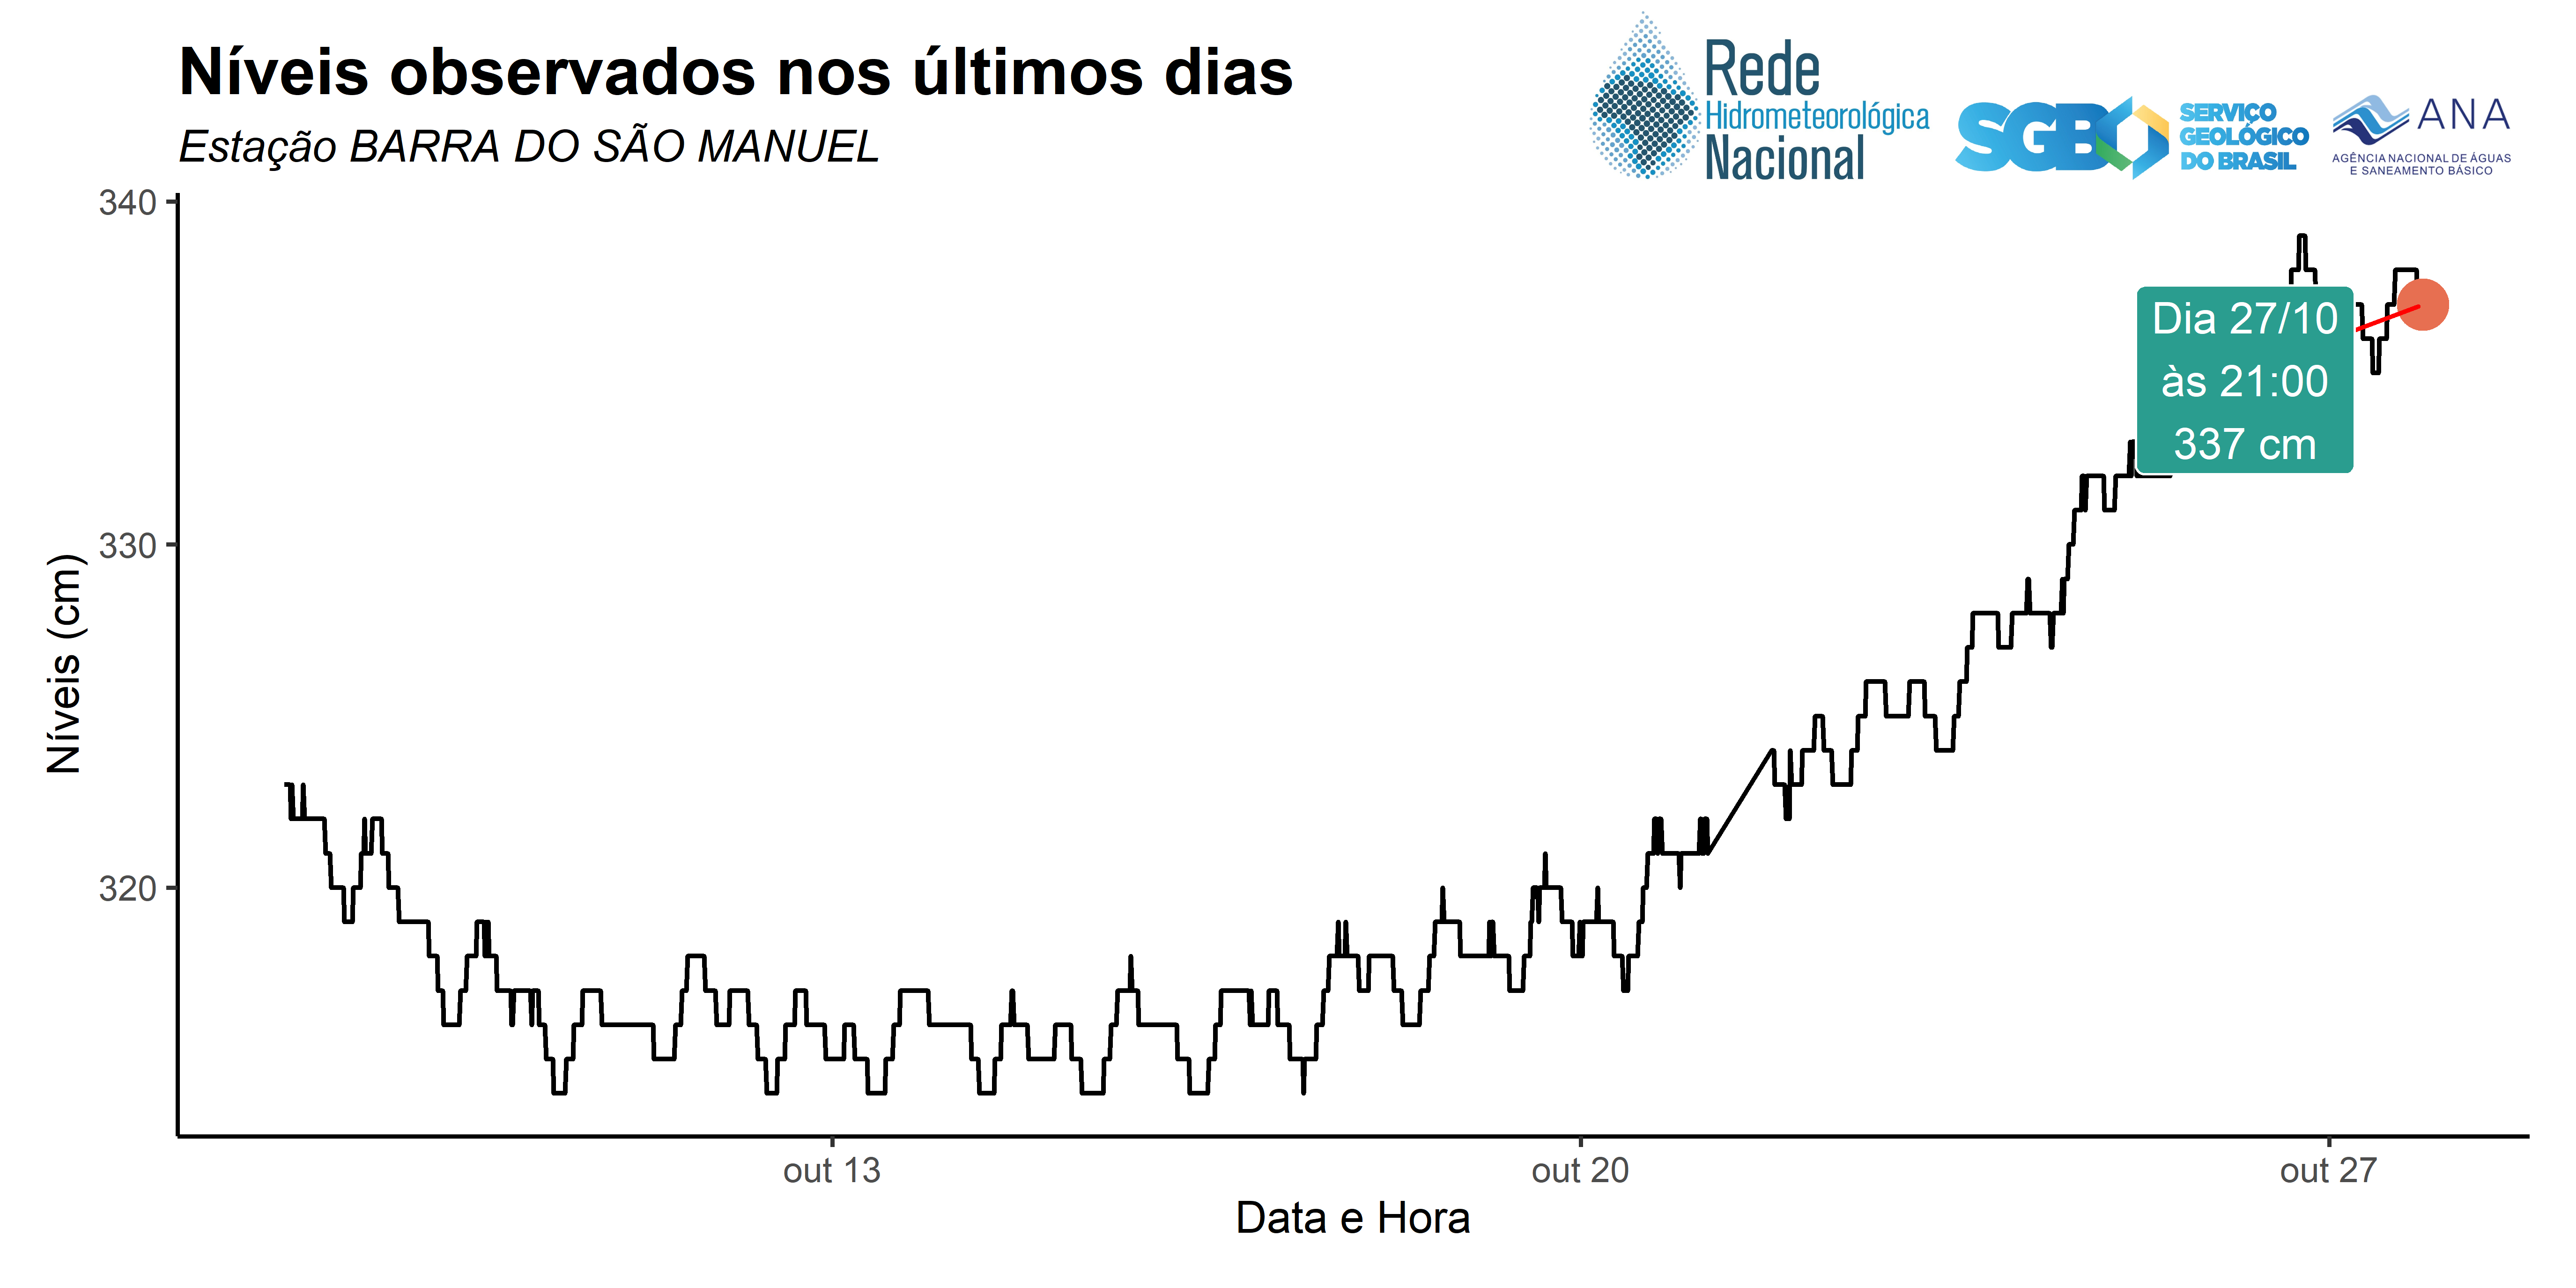 Níveis observados nos últimos dias
Estação BARRA DO SÃO MANUEL
Rede
Hidrometeorológica
Nacional
SGB
SERVIÇO
GEOLÓGICO
DO BRASIL
ANA
AGÊNCIA NACIONAL DE ÁGUAS
E SANEAMENTO BÁSICO
340
330
320
Níveis (cm)
Dia 27/10
às 21:00
337 cm
out 13
out 20
out 27
Data e Hora